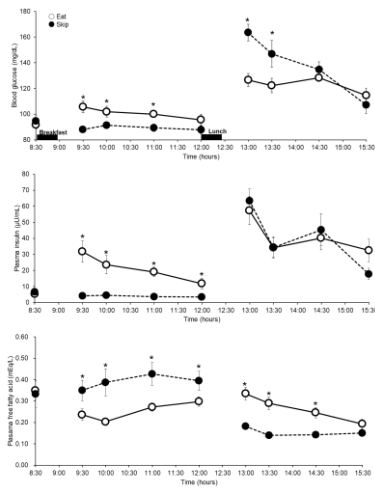 180
Eat
Skip
160
140
120
100
80
Blood glucose (mg/dL)
*
*
*
*
*
Breakfast
Lunch
8:30 9:00 9:30 10:00 10:30 11:00 11:30 12:00 12:30 13:00 13:30 14:00 14:30 15:00 15:30
Time (hours)
80
70
60
50
40
30
20
10
0
Plasma insulin (μU/mL)
*
*
*
*
8:30 9:00 9:30 10:00 10:30 11:00 11:30 12:00 12:30 13:00 13:30 14:00 14:30 15:00 15:30
Time (hours)
0.60
0.50
0.40
0.30
0.20
0.10
0.00
Plasma free fatty acid (mEq/L)
*
*
*
*
*
*
*
8:30 9:00 9:30 10:00 10:30 11:00 11:30 12:00 12:30 13:00 13:30 14:00 14:30 15:00 15:30
Time (hours)